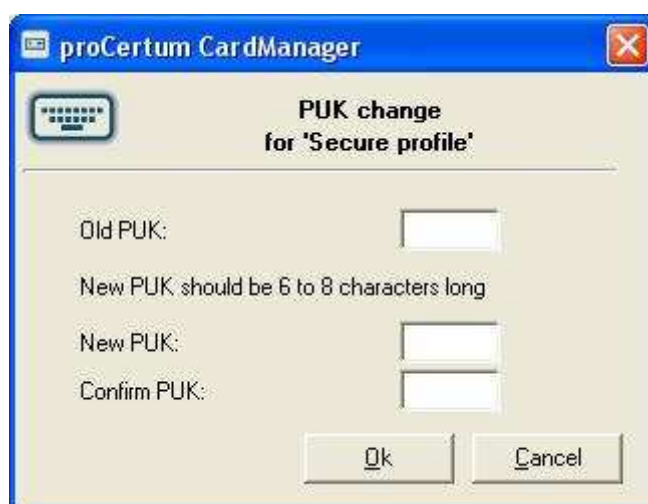 proCertum CardManager
PUK change
for 'Secure profile'
Old PUK:
New PUK should be 6 to 8 characters long
New PUK:
Confirm PUK:
Ok Cancel